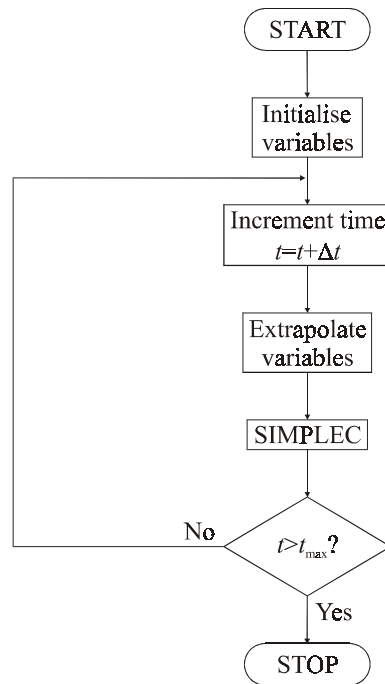 START
Initialise
variables
Increment time
t=t+Δt
Extrapolate
variables
SIMPLEC
No
t>tmax?
Yes
STOP